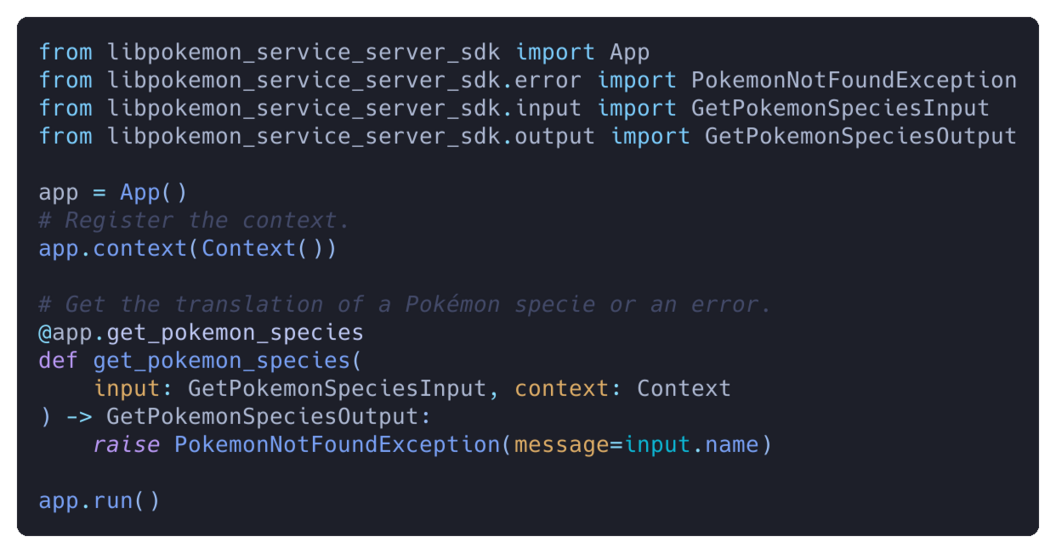 from libpokemon_service_server_sdk import App
from libpokemon_service_server_sdk.error import PokemonNotFoundException
from libpokemon_service_server_sdk.input import GetPokemonSpeciesInput
from libpokemon_service_server_sdk.output import GetPokemonSpeciesOutput

app = App()
# Register the context.
app.context(Context())

# Get the translation of a Pokémon specie or an error.
@app.get_pokemon_species
def get_pokemon_species(
    input: GetPokemonSpeciesInput, context: Context
) -> GetPokemonSpeciesOutput:
    raise PokemonNotFoundException(message=input.name)

app.run()